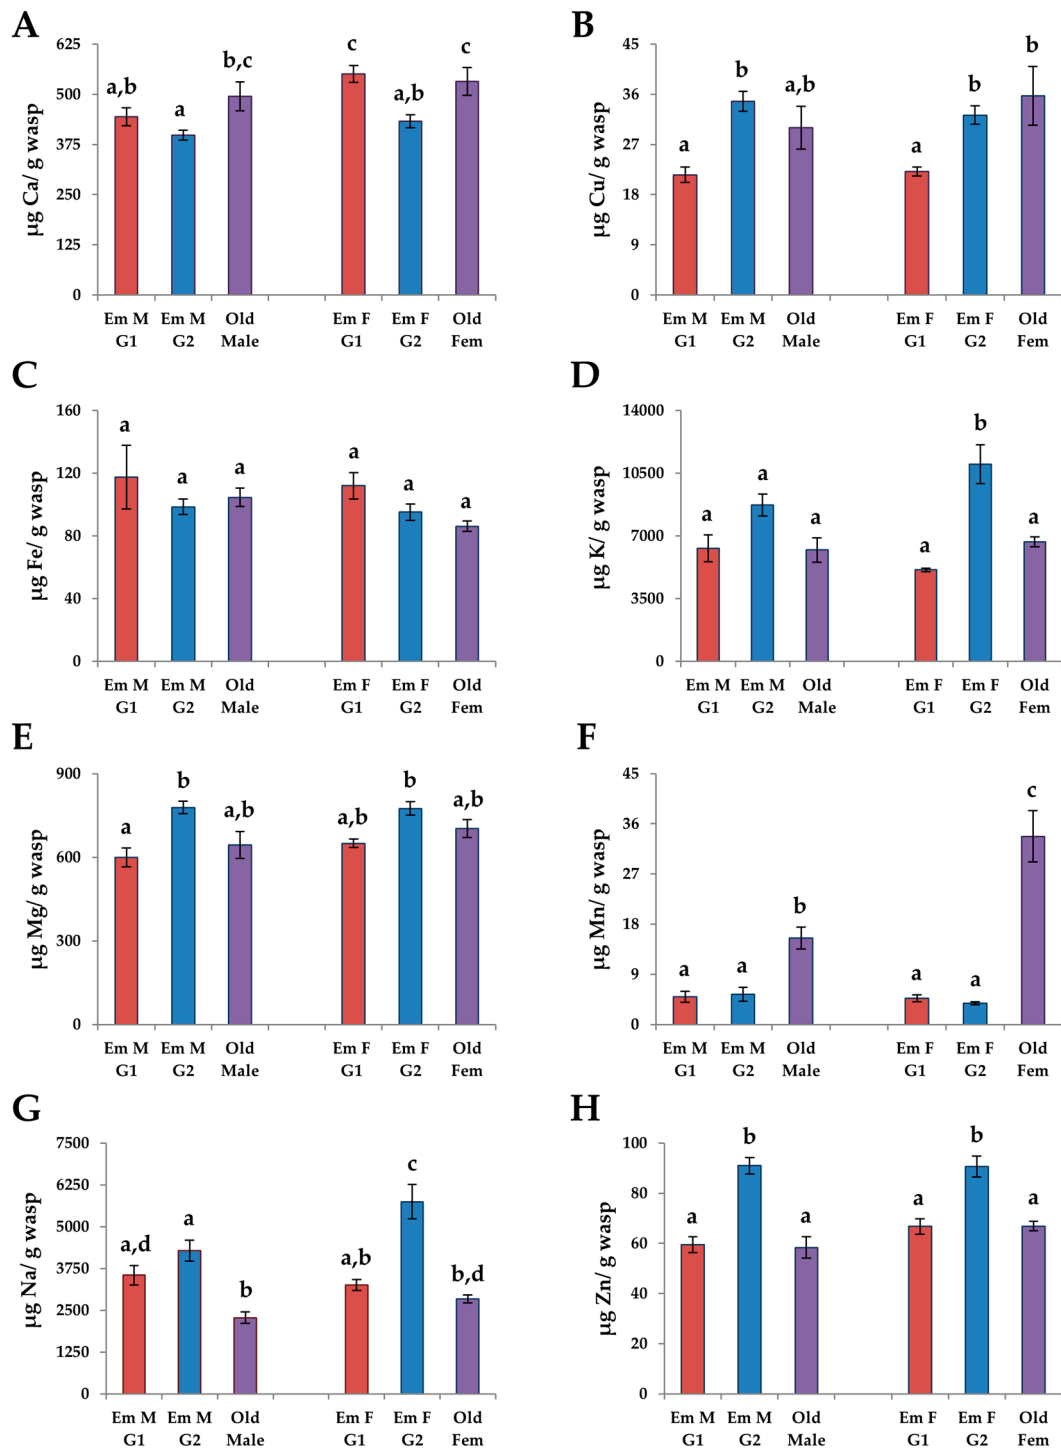 A
µg Ca/ g wasp
625
500
375
250
125
0
a,b
a
b,c
c
a,b
c
Em M Em M Old Em F Em F Old
G1 G2 Male G1 G2 Fem
B
µg Cu/ g wasp
45
36
27
18
9
0
a
b
a,b
a
b
b
Em M Em M Old Em F Em F Old
G1 G2 Male G1 G2 Fem
C
µg Fe/ g wasp
160
120
80
40
0
a
a
a
a
a
a
Em M Em M Old Em F Em F Old
G1 G2 Male G1 G2 Fem
D
µg K/ g wasp
14000
10500
7000
3500
0
a
a
a
a
b
a
Em M Em M Old Em F Em F Old
G1 G2 Male G1 G2 Fem
E
µg Mg/ g wasp
900
600
300
0
a
b
a,b
a,b
b
a,b
Em M Em M Old Em F Em F Old
G1 G2 Male G1 G2 Fem
F
µg Mn/ g wasp
45
36
27
18
9
0
a
a
b
a
a
c
Em M Em M Old Em F Em F Old
G1 G2 Male G1 G2 Fem
G
µg Na/ g wasp
7500
6250
5000
3750
2500
1250
0
a,d
a
b
a,b
c
b,d
Em M Em M Old Em F Em F Old
G1 G2 Male G1 G2 Fem
H
µg Zn/ g wasp
100
80
60
40
20
0
a
b
a
a
b
a
Em M Em M Old Em F Em F Old
G1 G2 Male G1 G2 Fem